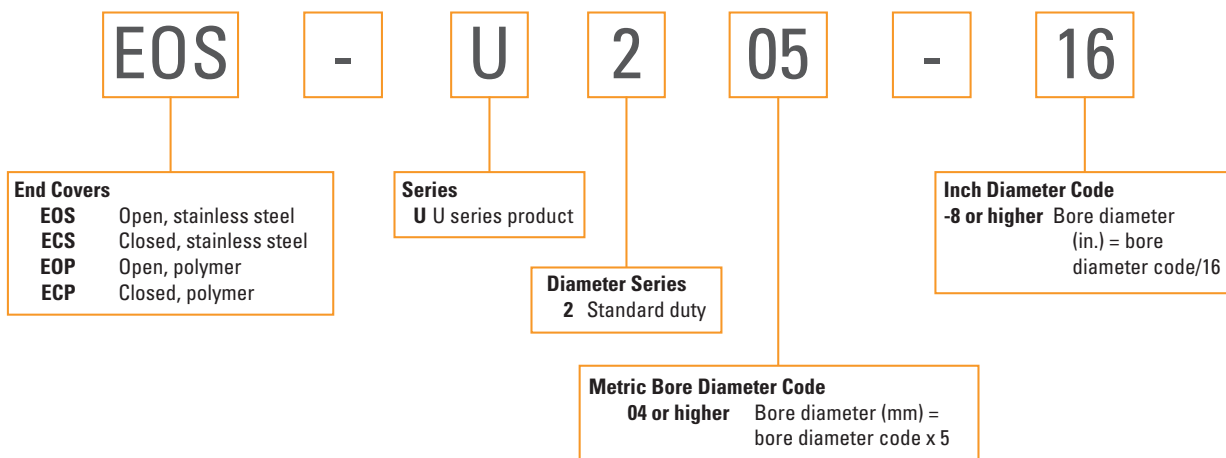 EOS - U 2 05 - 16
End Covers
EOS Open, stainless steel
ECS Closed, stainless steel
EOP Open, polymer
ECP Closed, polymer
Series
U U series product
Diameter Series
2 Standard duty
Metric Bore Diameter Code
04 or higher Bore diameter (mm) =
bore diameter code x 5
Inch Diameter Code
-8 or higher Bore diameter
(in.) = bore
diameter code/16